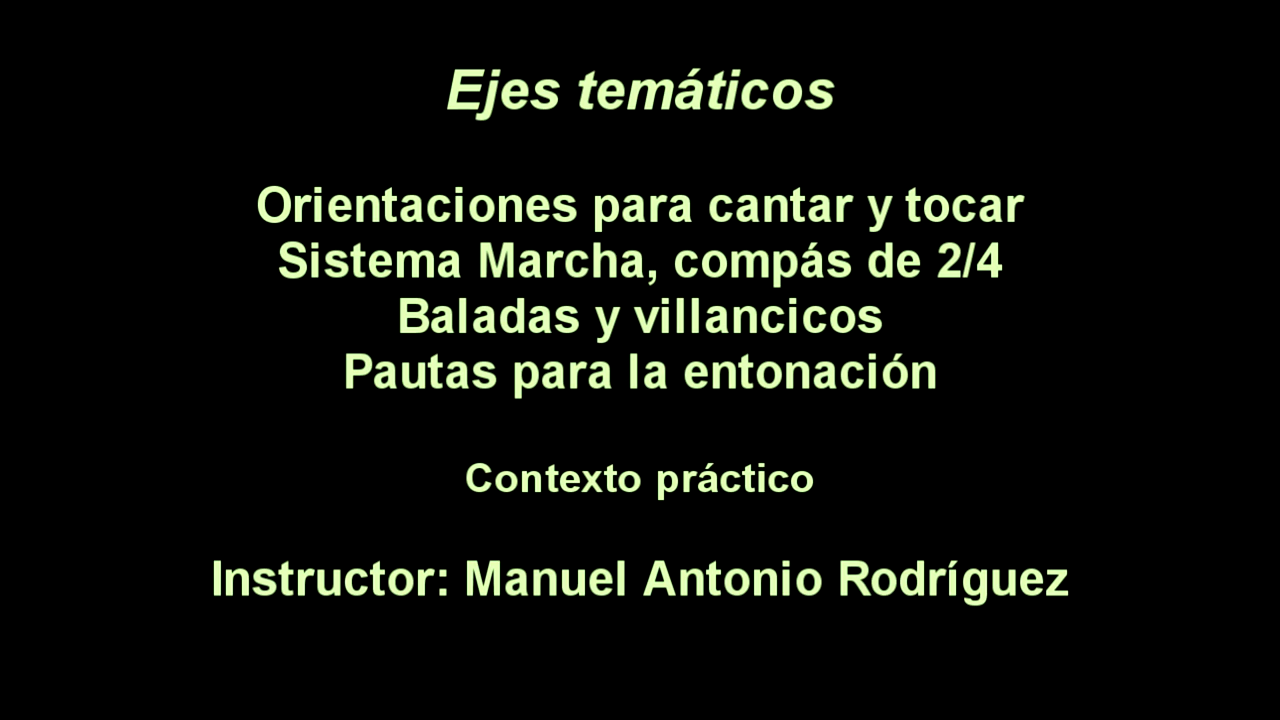 Ejes temáticos
Orientaciones para cantar y tocar
Sistema Marcha, compás de 2/4
Baladas y villancicos
Pautas para la entonación
Contexto práctico
Instructor: Manuel Antonio Rodríguez